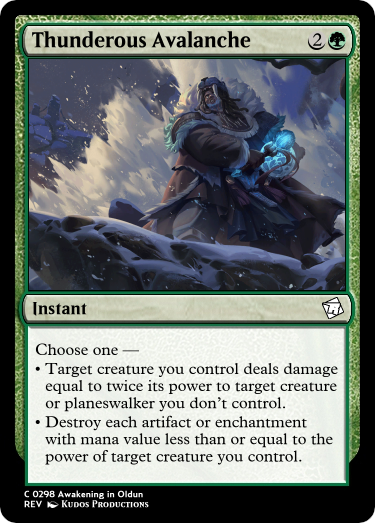 Thunderous Avalanche 2
Instant
Choose one —
• Target creature you control deals damage
equal to twice its power to target creature
or planeswalker you don't control.
• Destroy each artifact or enchantment
with mana value less than or equal to the
power of target creature you control.
C 0298 Awakening in Oldun
REV Kudos Productions